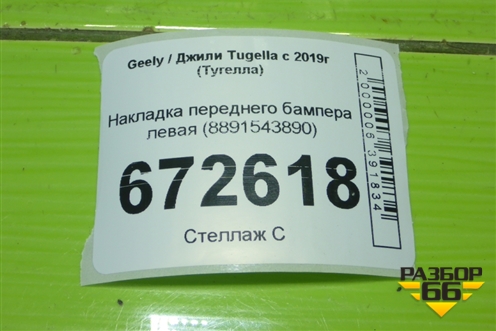 Geely / Джили Tugella с 2019г
(Тугелла)
Накладка переднего бампера
левая (8891543890)
672618
Стеллаж С
2000006391834
РАЗБОР
66